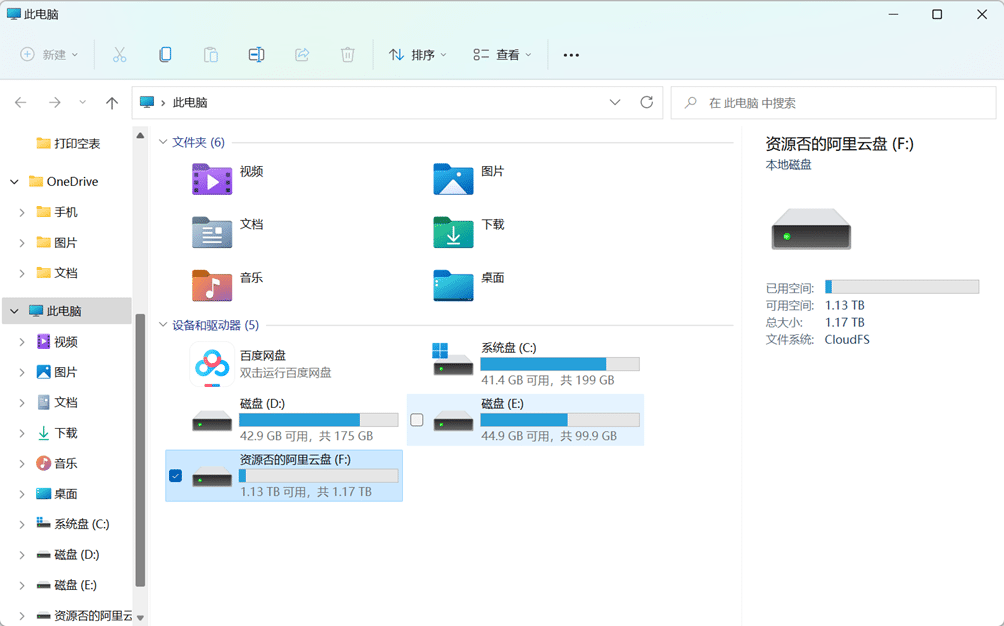 此电脑
新建
排序
查看
此电脑
在 此电脑 中搜索
打印空表
OneDrive
手机
图片
文档
此电脑
视频
图片
文档
下载
音乐
桌面
系统盘 (C:)
磁盘 (D:)
磁盘 (E:)
资源否的阿里云
文件夹 (6)
视频
图片
文档
下载
音乐
桌面
设备和驱动器 (5)
百度网盘
双击运行百度网盘
系统盘 (C:)
41.4 GB 可用，共 199 GB
磁盘 (D:)
42.9 GB 可用，共 175 GB
磁盘 (E:)
44.9 GB 可用，共 99.9 GB
资源否的阿里云盘 (F:)
1.13 TB 可用，共 1.17 TB
资源否的阿里云盘 (F:)
本地磁盘
已用空间:
可用空间: 1.13 TB
总大小: 1.17 TB
文件系统: CloudFS